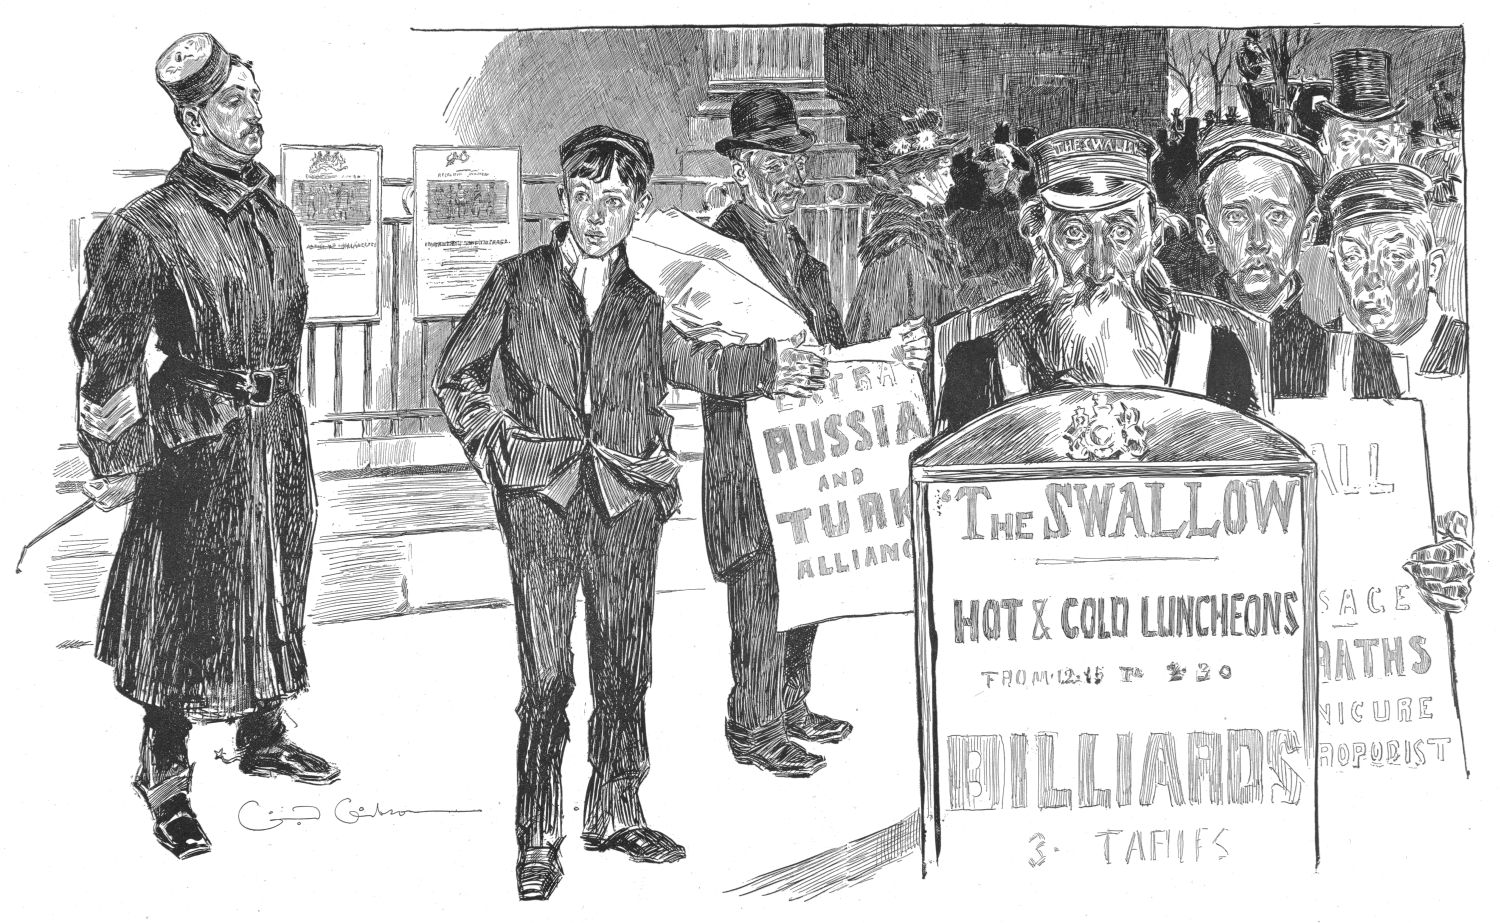 THE SWALLOW
EXTRA
RUSSIA
AND
TURK
ALLIANC
"THE SWALLOW
HOT & COLD LUNCHEONS
FROM 12.15 TO 2.30
BILLIARDS
3. TABLES
ALL
SAGE
BATHS
NICURE
ROPODIST